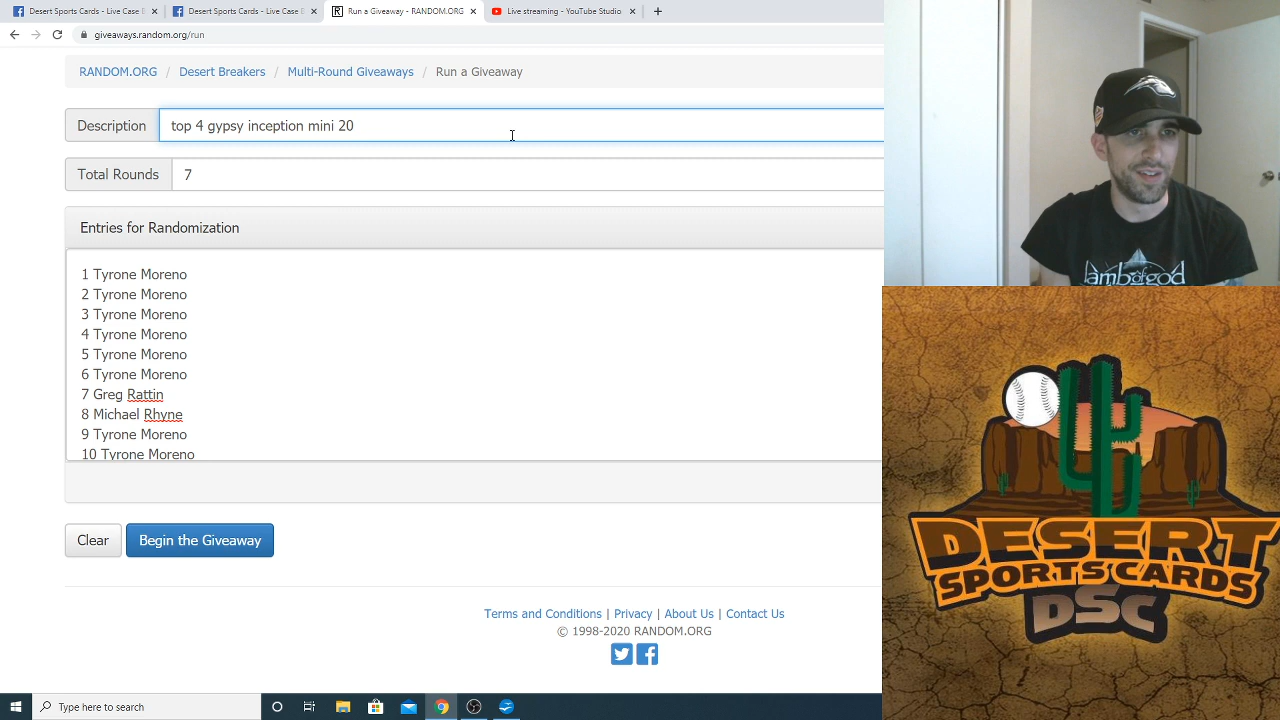 Desert Sports Cards - Live Case B
Desert Sports Cards - Live Case B
Run a Giveaway - RANDOM.ORG
Live streaming - YouTube Studio
giveaways.random.org/run
RANDOM.ORG / Desert Breakers / Multi-Round Giveaways / Run a Giveaway
Description top 4 gypsy inception mini 20
Total Rounds 7
Entries for Randomization
1 Tyrone Moreno
2 Tyrone Moreno
3 Tyrone Moreno
4 Tyrone Moreno
5 Tyrone Moreno
6 Tyrone Moreno
7 Greg Rattin
8 Michael Rhyne
9 Tyrone Moreno
10 Tyrone Moreno
Clear Begin the Giveaway
Terms and Conditions | Privacy | About Us | Contact Us
© 1998-2020 RANDOM.ORG
Type here to search
lamb of god
DESERT
SPORTS CARDS
DSC